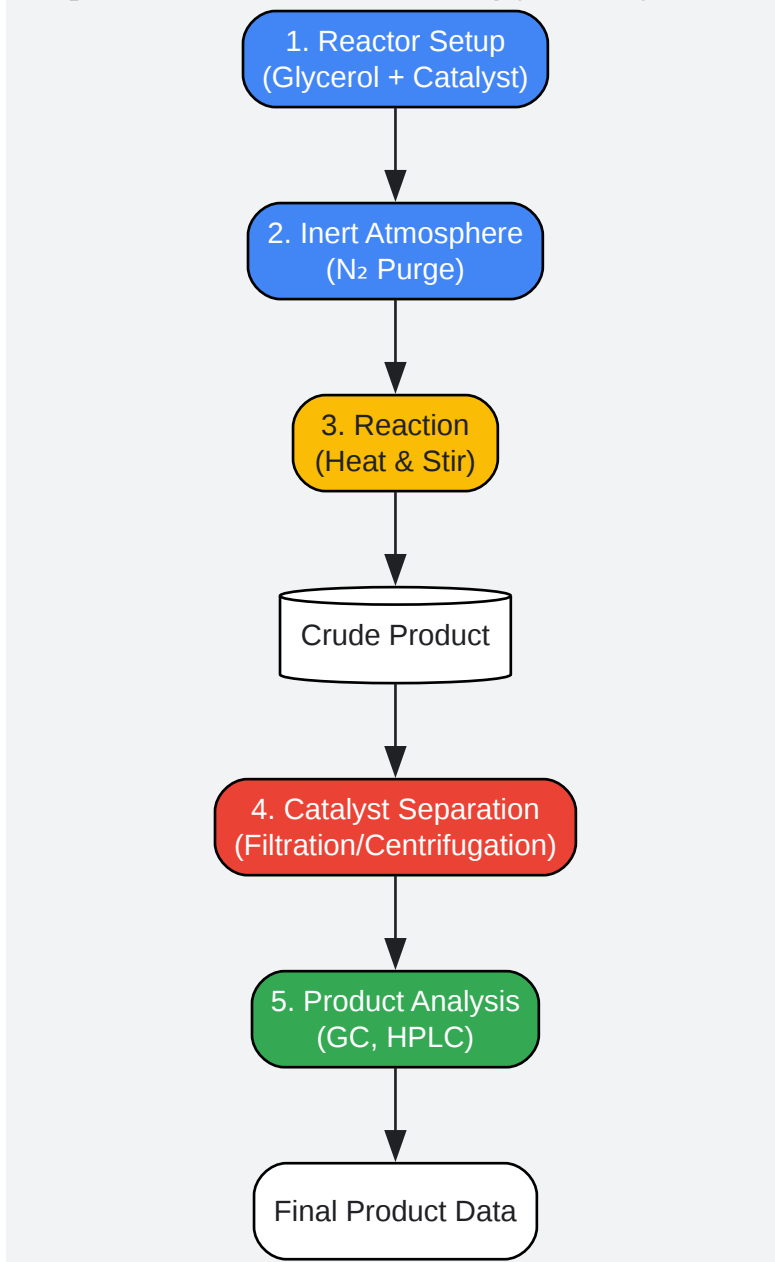 1. Reactor Setup
(Glycerol + Catalyst)
2. Inert Atmosphere
(N₂ Purge)
3. Reaction
(Heat & Stir)
Crude Product
4. Catalyst Separation
(Filtration/Centrifugation)
5. Product Analysis
(GC, HPLC)
Final Product Data